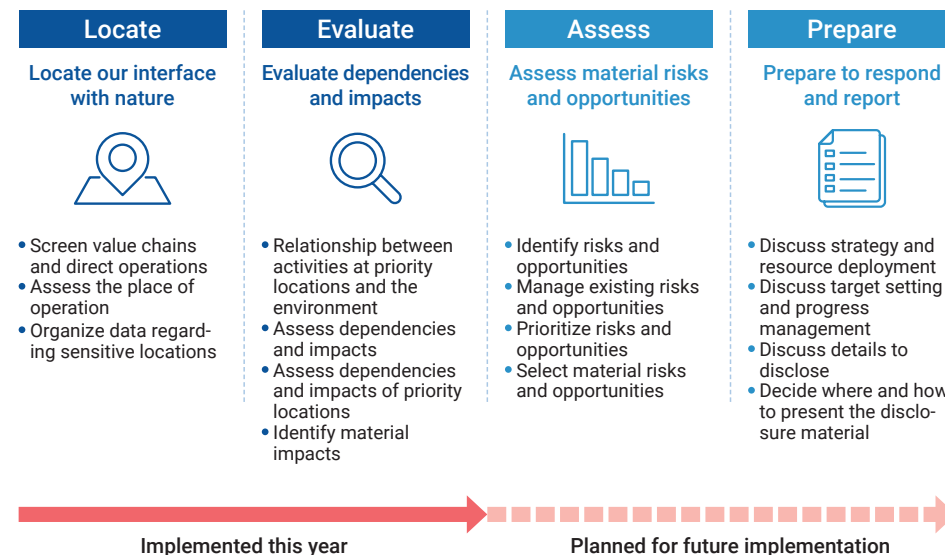 Locate
Locate our interface
with nature
• Screen value chains
and direct operations
• Assess the place of
operation
• Organize data regard-
ing sensitive locations
Evaluate
Evaluate dependencies
and impacts
• Relationship between
activities at priority
locations and the
environment
• Assess dependencies
and impacts
• Assess dependencies
and impacts of priority
locations
• Identify material
impacts
Assess
Assess material risks
and opportunities
• Identify risks and
opportunities
• Manage existing risks
and opportunities
• Prioritize risks and
opportunities
• Select material risks
and opportunities
Prepare
Prepare to respond
and report
• Discuss strategy and
resource deployment
• Discuss target setting
and progress
management
• Discuss details to
disclose
• Decide where and how
to present the disclo-
sure material
Implemented this year
Planned for future implementation